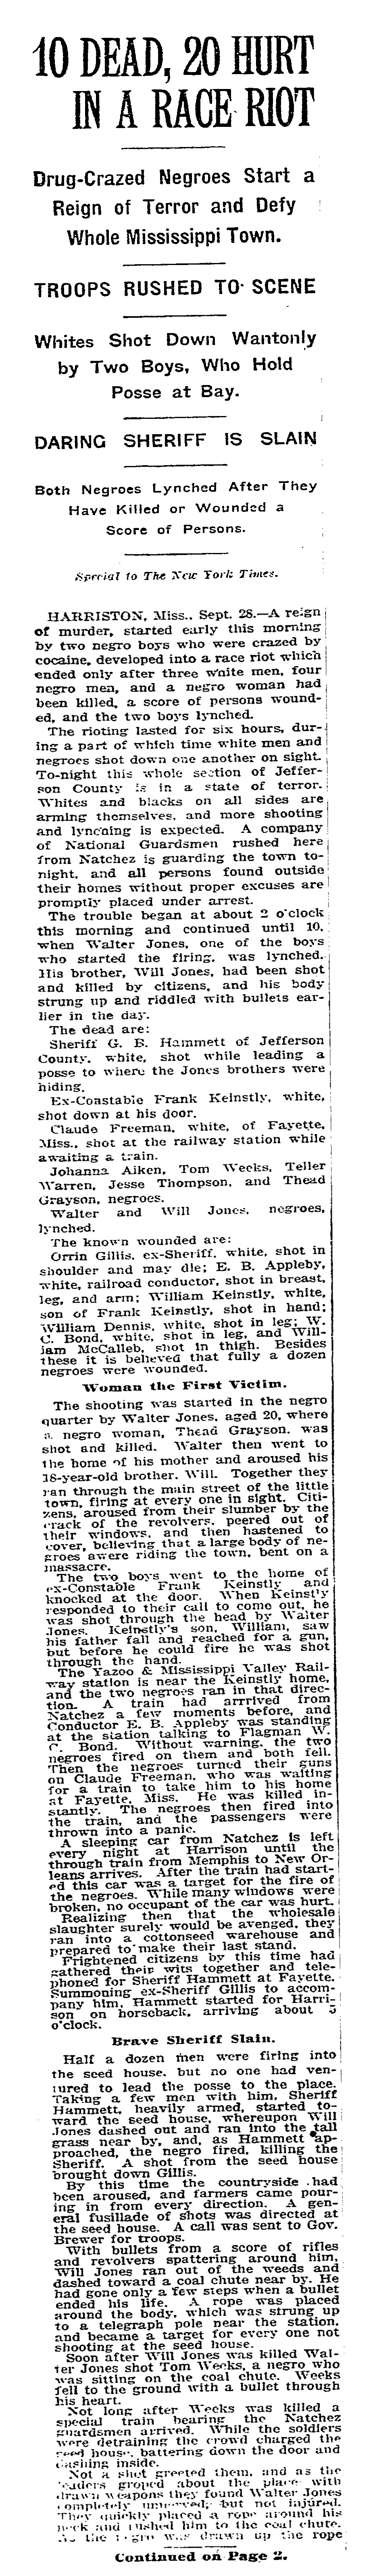 10 DEAD, 20 HURT
IN A RACE RIOT
Drug-Crazed Negroes Start a
Reign of Terror and Defy
Whole Mississippi Town.
TROOPS RUSHED TO SCENE
Whites Shot Down Wantonly
by Two Boys, Who Hold
Posse at Bay.
DARING SHERIFF IS SLAIN
Both Negroes Lynched After They
Have Killed or Wounded a
Score of Persons.
Special to The New York Times.
HARRISTON, Miss., Sept. 28.—A reign
of murder, started early this morning
by two negro boys who were crazed by
cocaine, developed into a race riot which
ended only after three white men, four
negro men, and a negro woman had
been killed, a score of persons wound-
ed, and the two boys lynched.
The rioting lasted for six hours, dur-
ing a part of which time white men and
negroes shot down one another on sight.
To-night this whole section of Jeffer-
son County is in a state of terror.
Whites and blacks on all sides are
arming themselves, and more shooting
and lynching is expected. A company
of National Guardsmen rushed here
from Natchez is guarding the town to-
night, and all persons found outside
their homes without proper excuses are
promptly placed under arrest.
The trouble began at about 2 o'clock
this morning and continued until 10,
when Walter Jones, one of the boys
who started the firing, was lynched.
His brother, Will Jones, had been shot
and killed by citizens, and his body
strung up and riddled with bullets ear-
lier in the day.
The dead are:
Sheriff G. B. Hammett of Jefferson
County, white, shot while leading a
posse to where the Jones brothers were
hiding.
Ex-Constable Frank Keinstly, white,
shot down at his door.
Claude Freeman, white, of Fayette,
Miss., shot at the railway station while
awaiting a train.
Johanna Aiken, Tom Weeks, Teller
Warren, Jesse Thompson, and Thead
Grayson, negroes.
Walter and Will Jones, negroes,
lynched.
The known wounded are:
Orrin Gillis, ex-Sheriff, white, shot in
shoulder and may die; E. B. Appleby,
white, railroad conductor, shot in breast,
leg, and arm; William Keinstly, white,
son of Frank Keinstly, shot in hand;
William Dennis, white, shot in leg; W.
C. Bond, white, shot in leg, and Will-
iam McCalleb, shot in thigh. Besides
these it is believed that fully a dozen
negroes were wounded.
Woman the First Victim.
The shooting was started in the negro
quarter by Walter Jones, aged 20, where
a negro woman, Thead Grayson, was
shot and killed. Walter then went to
the home of his mother and aroused his
18-year-old brother, Will. Together they
ran through the main street of the little
town, firing at every one in sight. Citi-
zens, aroused from their slumber by the
crack of the revolvers, peered out of
their windows, and then hastened to
cover, believing that a large body of ne-
groes awere riding the town, bent on a
massacre.
The two boys went to the home of
ex-Constable Frank Keinstly and
knocked at the door. When Keinstly
responded to their call to come out, he
was shot through the head by Walter
Jones. Keinstly's son, William, saw
his father fall and reached for a gun,
but before he could fire he was shot
through the hand.
The Yazoo & Mississippi Valley Rail-
way station is near the Keinstly home,
and the two negroes ran in that direc-
tion. A train had arrrived from
Natchez a few moments before, and
Conductor E. B. Appleby was standing
at the station talking to Flagman W.
C. Bond. Without warning, the two
negroes fired on them and both fell.
Then the negroes turned their guns
on Claude Freeman, who was waiting
for a train to take him to his home
at Fayette, Miss. He was killed in-
stantly. The negroes then fired into
the train, and the passengers were
thrown into a panic.
A sleeping car from Natchez is left
every night at Harrison until the
through train from Memphis to New Or-
leans arrives. After the train had start-
ed this car was a target for the fire of
the negroes. While many windows were
broken, no occupant of the car was hurt.
Realizing then that the wholesale
slaughter surely would be avenged, they
ran into a cottonseed warehouse and
prepared to make their last stand.
Frightened citizens by this time had
gathered their wits together and tele-
phoned for Sheriff Hammett at Fayette.
Summoning ex-Sheriff Gillis to accom-
pany him, Hammett started for Harri-
son on horseback, arriving about 5
o'clock.
Brave Sheriff Slain.
Half a dozen men were firing into
the seed house, but no one had ven-
tured to lead the posse to the place.
Taking a few men with him, Sheriff
Hammett, heavily armed, started to-
ward the seed house, whereupon Will
Jones dashed out and ran into the tall
grass near by, and, as Hammett ap-
proached, the negro fired, killing the
Sheriff. A shot from the seed house
brought down Gillis.
By this time the countryside had
been aroused, and farmers came pour-
ing in from every direction. A gen-
eral fusillade of shots was directed at
the seed house. A call was sent to Gov.
Brewer for troops.
With bullets from a score of rifles
and revolvers spattering around him,
Will Jones ran out of the weeds and
dashed toward a coal chute near by. He
had gone only a few steps when a bullet
ended his life. A rope was placed
around the body, which was strung up
to a telegraph pole near the station,
and became a target for every one not
shooting at the seed house.
Soon after Will Jones was killed Wal-
ter Jones shot Tom Weeks, a negro who
was sitting on the coal chute. Weeks
fell to the ground with a bullet through
his heart.
Not long after Weeks was killed a
special train bearing the Natchez
guardsmen arrived. While the soldiers
were detraining the crowd charged the
seed house, battering down the door and
dashing inside.
Not a shot greeted them, and as the
leaders groped about the place with
drawn weapons they found Walter Jones
completely unnerved; but not injured.
They quickly placed a rope around his
neck and rushed him to the coal chute.
As the negro was drawn up the rope
Continued on Page 2.